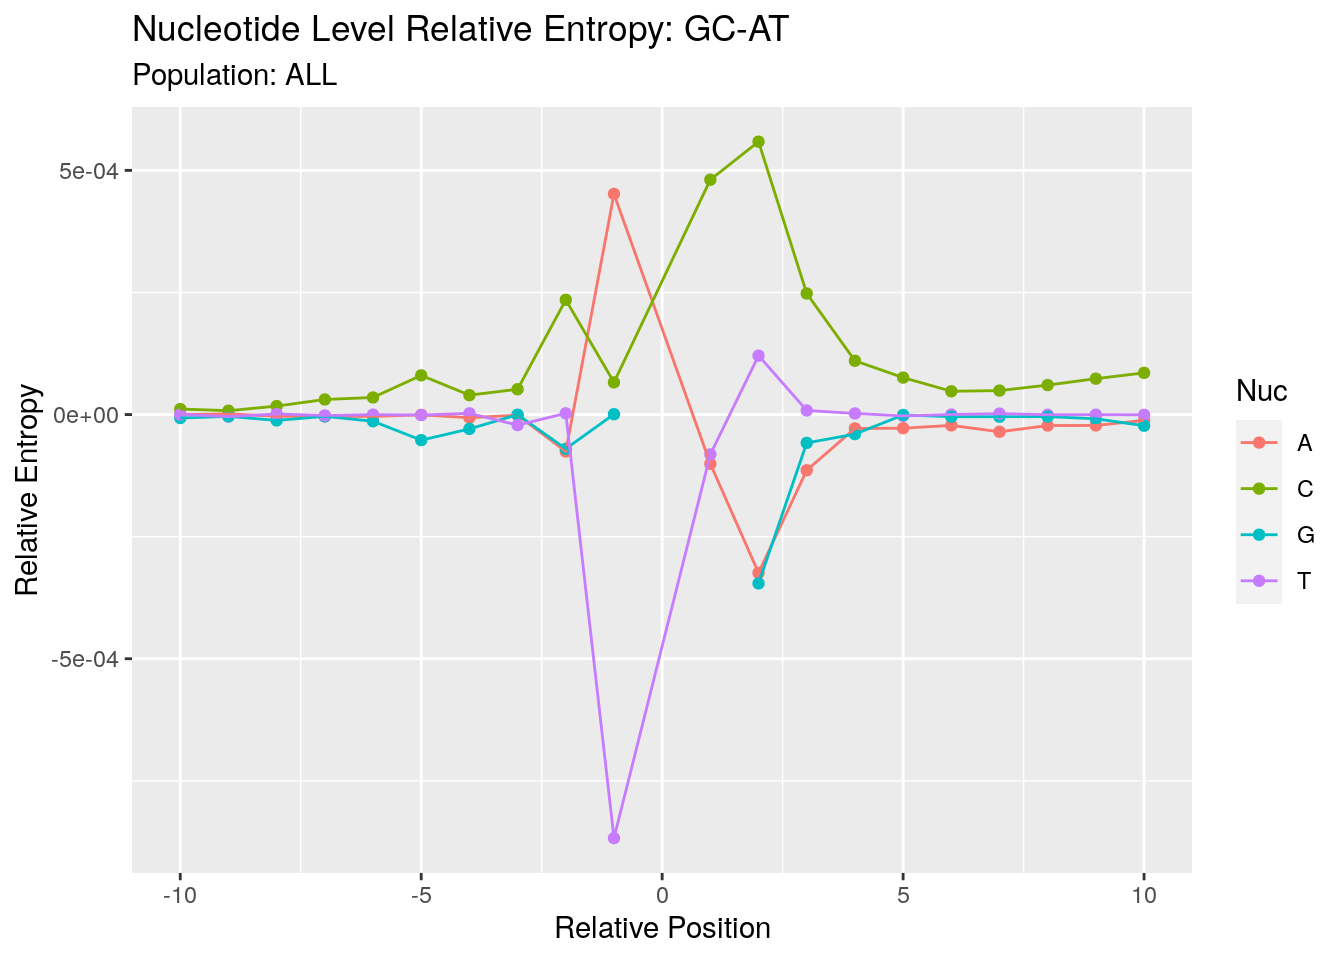 Nucleotide Level Relative Entropy: GC-AT
Population: ALL
Relative Entropy
5e-04
0e+00
-5e-04
-10
-5
0
5
10
Relative Position
Nuc
A
C
G
T